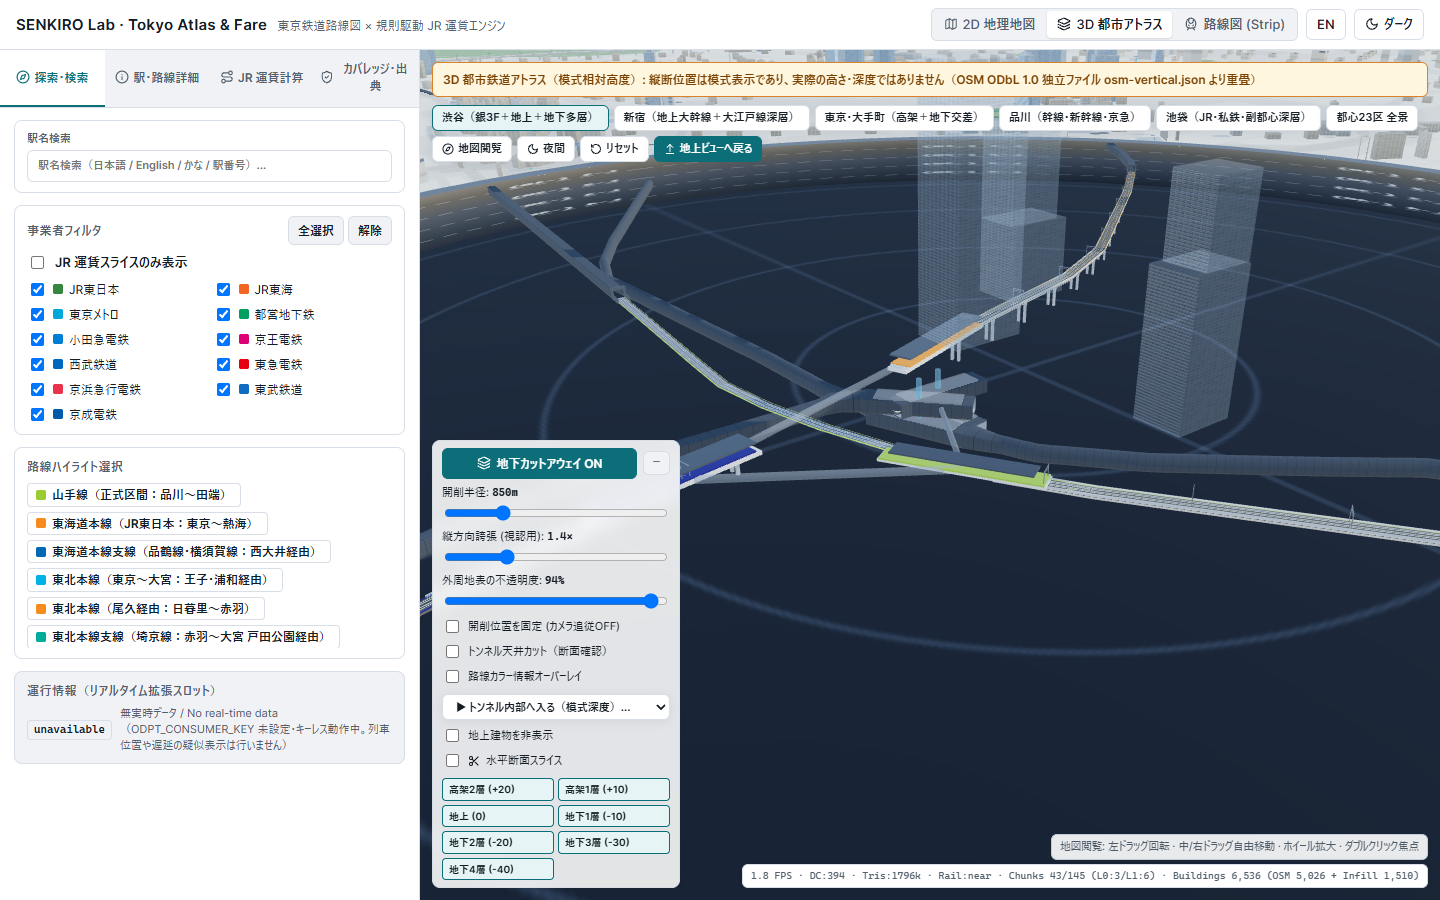 SENKIRO Lab · Tokyo Atlas & Fare 東京鉄道路線図 × 規則駆動 JR 運賃エンジン
2D 地理地図 3D 都市アトラス 路線図 (Strip) EN ダーク
探索・検索 駅・路線詳細 JR 運賃計算 カバレッジ・出典
3D 都市鉄道アトラス（模式相対高度）: 縦断位置は模式表示であり、実際の高さ・深度ではありません（OSM ODbL 1.0 独立ファイル osm-vertical.json より重畳）
渋谷（銀3F＋地上＋地下多層） 新宿（地上大幹線＋大江戸線深層） 東京・大手町（高架＋地下交差） 品川（幹線・新幹線・京急） 池袋（JR・私鉄・副都心深層） 都心23区 全景
地図閲覧 夜間 リセット 地上ビューへ戻る
駅名検索
駅名検索（日本語 / English / かな / 駅番号）...
事業者フィルタ 全選択 解除
JR 運賃スライスのみ表示
JR東日本 JR東海
東京メトロ 都営地下鉄
小田急電鉄 京王電鉄
西武鉄道 東急電鉄
京浜急行電鉄 東武鉄道
京成電鉄
路線ハイライト選択
山手線（正式区間：品川〜田端）
東海道本線（JR東日本：東京〜熱海）
東海道本線支線（品鶴線・横須賀線：西大井経由）
東北本線（東京〜大宮：王子・浦和経由）
東北本線（尾久経由：日暮里〜赤羽）
東北本線支線（埼京線：赤羽〜大宮 戸田公園経由）
運行情報（リアルタイム拡張スロット）
unavailable
無実時データ / No real-time data
（ODPT_CONSUMER_KEY 未設定・キーレス動作中。列車
位置や遅延の疑似表示は行いません）
地下カットアウェイ ON −
開削半径: 850m
縦方向誇張 (視認用): 1.4×
外周地表の不透明度: 94%
開削位置を固定 (カメラ追従OFF)
トンネル天井カット（断面確認）
路線カラー情報オーバーレイ
▶ トンネル内部へ入る（模式深度）...
地上建物を非表示
水平断面スライス
高架2層 (+20) 高架1層 (+10)
地上 (0) 地下1層 (-10)
地下2層 (-20) 地下3層 (-30)
地下4層 (-40)
地図閲覧: 左ドラッグ回転 · 中/右ドラッグ自由移動 · ホイール拡大 · ダブルクリック焦点
1.8 FPS · DC:394 · Tris:1796k · Rail:near · Chunks 43/145 (L0:3/L1:6) · Buildings 6,536 (OSM 5,026 + Infill 1,510)